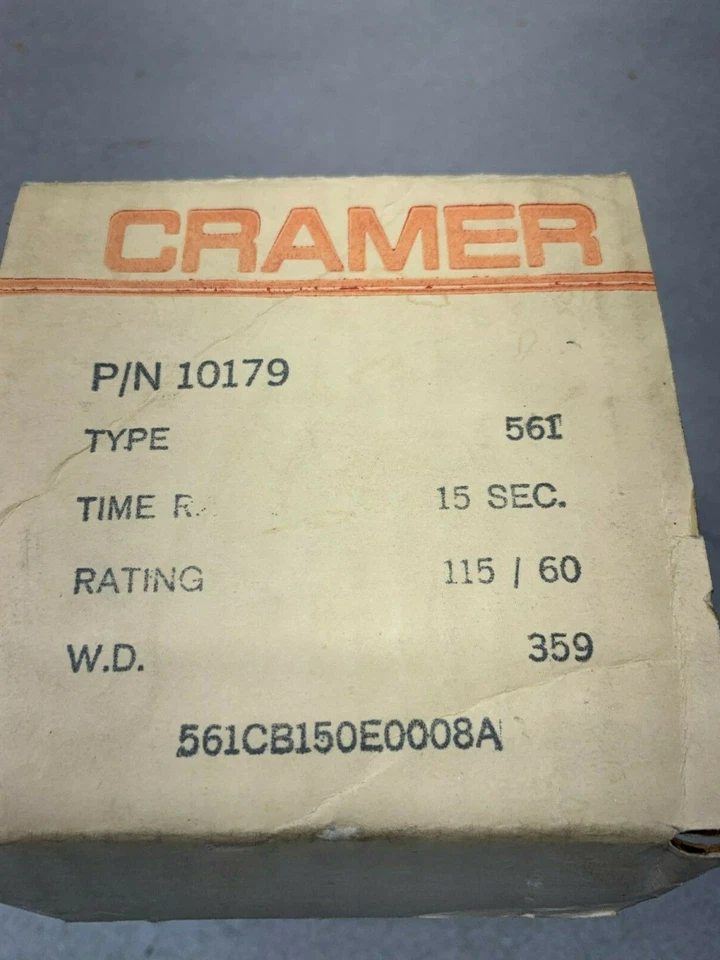 CRAMER
P/N 10179
TYPE 561
TIME R. 15 SEC.
RATING 115 / 60
W.D. 359
561CB150E0008A